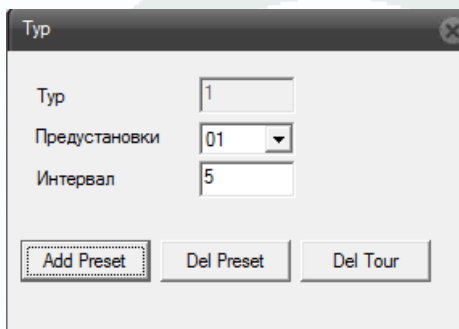 Тур
Тур 1
Предустановки 01
Интервал 5
Add Preset Del Preset Del Tour